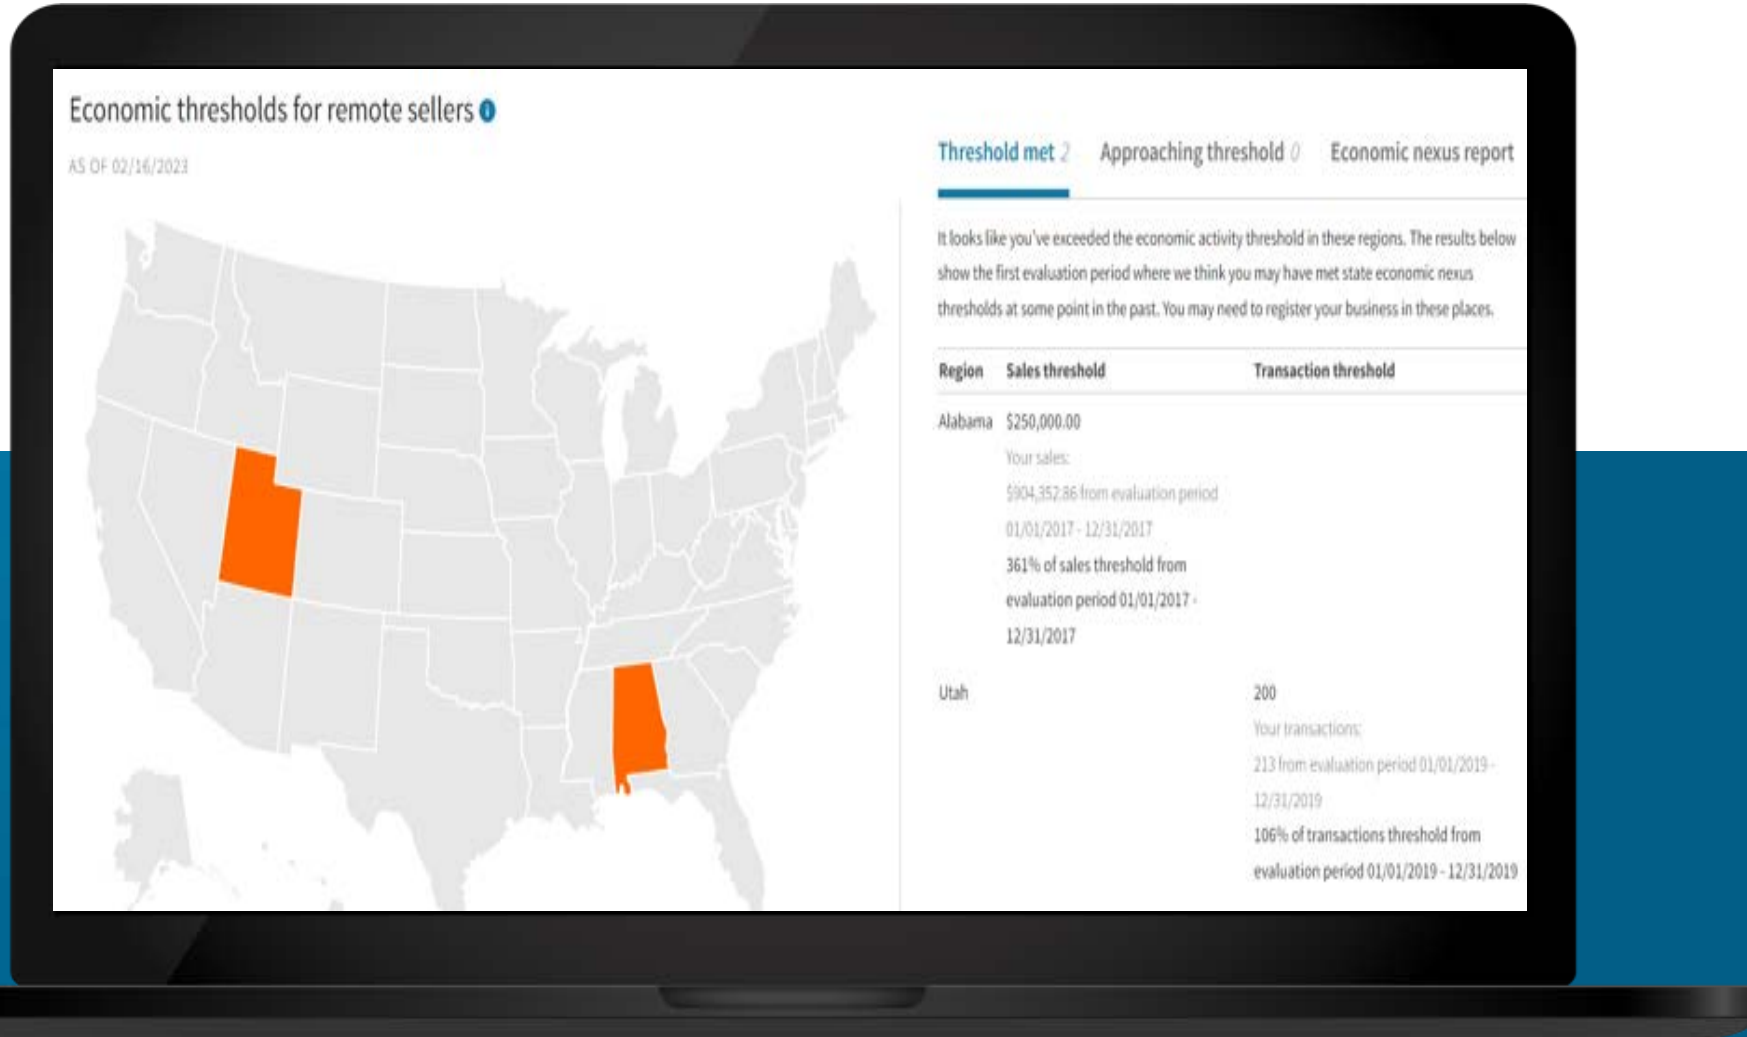 Economic thresholds for remote sellers
AS OF 02/16/2023
Threshold met 2
Approaching threshold 0
Economic nexus report
It looks like you've exceeded the economic activity threshold in these regions. The results below
show the first evaluation period where we think you may have met state economic nexus
thresholds at some point in the past. You may need to register your business in these places.
Region Sales threshold Transaction threshold
Alabama $250,000.00
Your sales:
$904,352.86 from evaluation period
01/01/2017 - 12/31/2017
361% of sales threshold from
evaluation period 01/01/2017 -
12/31/2017
Utah 200
Your transactions:
213 from evaluation period 01/01/2019 -
12/31/2019
106% of transactions threshold from
evaluation period 01/01/2019 - 12/31/2019